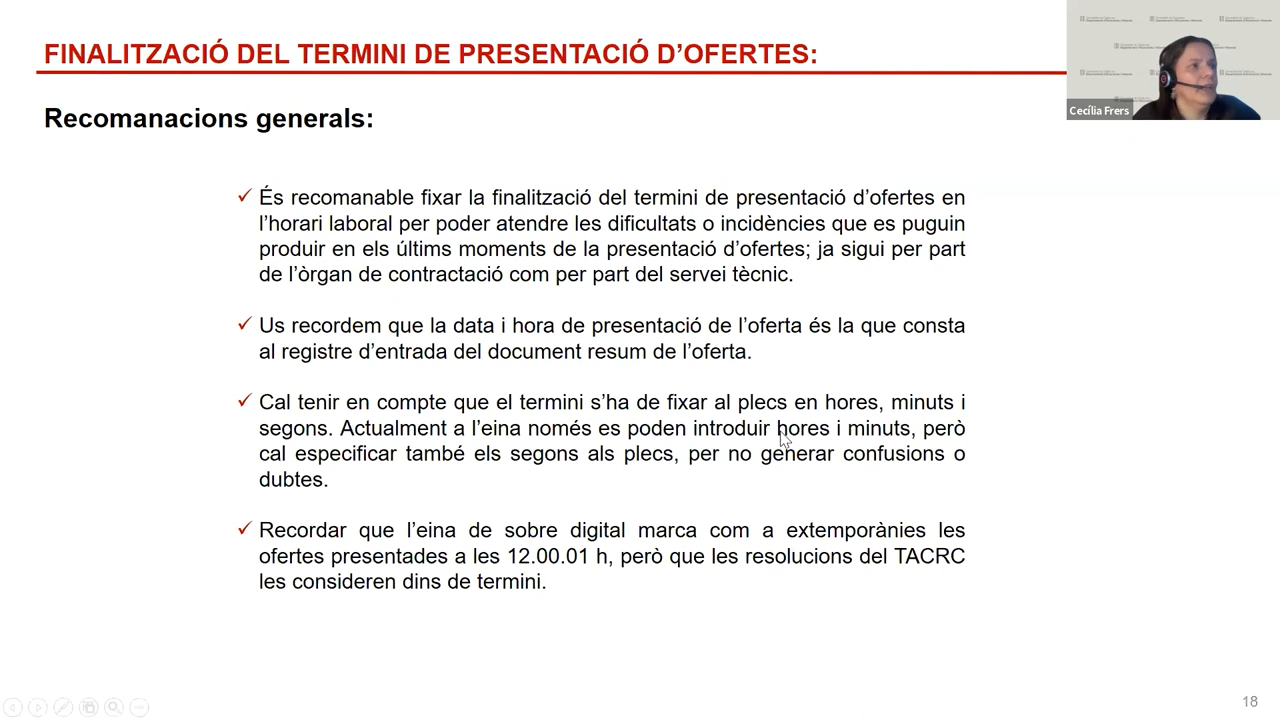 FINALITZACIÓ DEL TERMINI DE PRESENTACIÓ D’OFERTES:
Cecília Frers
Recomanacions generals:
És recomanable fixar la finalització del termini de presentació d’ofertes en
l’horari laboral per poder atendre les dificultats o incidències que es puguin
produir en els últims moments de la presentació d’ofertes; ja sigui per part
de l’òrgan de contractació com per part del servei tècnic.
Us recordem que la data i hora de presentació de l’oferta és la que consta
al registre d’entrada del document resum de l’oferta.
Cal tenir en compte que el termini s’ha de fixar al plecs en hores, minuts i
segons. Actualment a l’eina només es poden introduir hores i minuts, però
cal especificar també els segons als plecs, per no generar confusions o
dubtes.
Recordar que l’eina de sobre digital marca com a extemporànies les
ofertes presentades a les 12.00.01 h, però que les resolucions del TACRC
les consideren dins de termini.
18